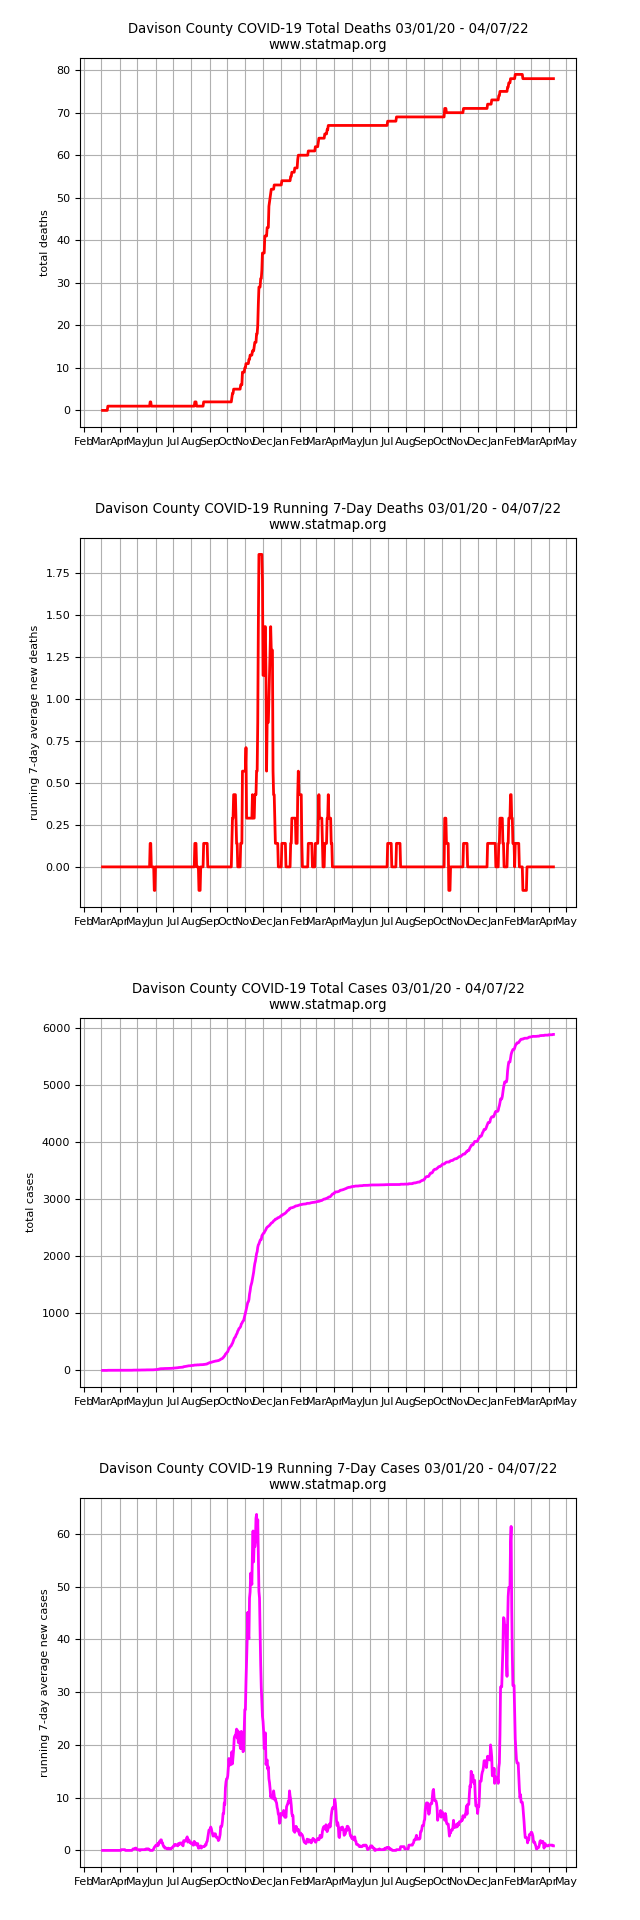 Davison County COVID-19 Total Deaths 03/01/20 - 04/07/22
www.statmap.org
80
70
60
50
40
30
20
10
0
total deaths
Feb Mar Apr May Jun Jul Aug Sep Oct Nov Dec Jan Feb Mar Apr May Jun Jul Aug Sep Oct Nov Dec Jan Feb Mar Apr May
Davison County COVID-19 Running 7-Day Deaths 03/01/20 - 04/07/22
www.statmap.org
1.75
1.50
1.25
1.00
0.75
0.50
0.25
0.00
running 7-day average new deaths
Feb Mar Apr May Jun Jul Aug Sep Oct Nov Dec Jan Feb Mar Apr May Jun Jul Aug Sep Oct Nov Dec Jan Feb Mar Apr May
Davison County COVID-19 Total Cases 03/01/20 - 04/07/22
www.statmap.org
6000
5000
4000
3000
2000
1000
0
total cases
Feb Mar Apr May Jun Jul Aug Sep Oct Nov Dec Jan Feb Mar Apr May Jun Jul Aug Sep Oct Nov Dec Jan Feb Mar Apr May
Davison County COVID-19 Running 7-Day Cases 03/01/20 - 04/07/22
www.statmap.org
60
50
40
30
20
10
0
running 7-day average new cases
Feb Mar Apr May Jun Jul Aug Sep Oct Nov Dec Jan Feb Mar Apr May Jun Jul Aug Sep Oct Nov Dec Jan Feb Mar Apr May